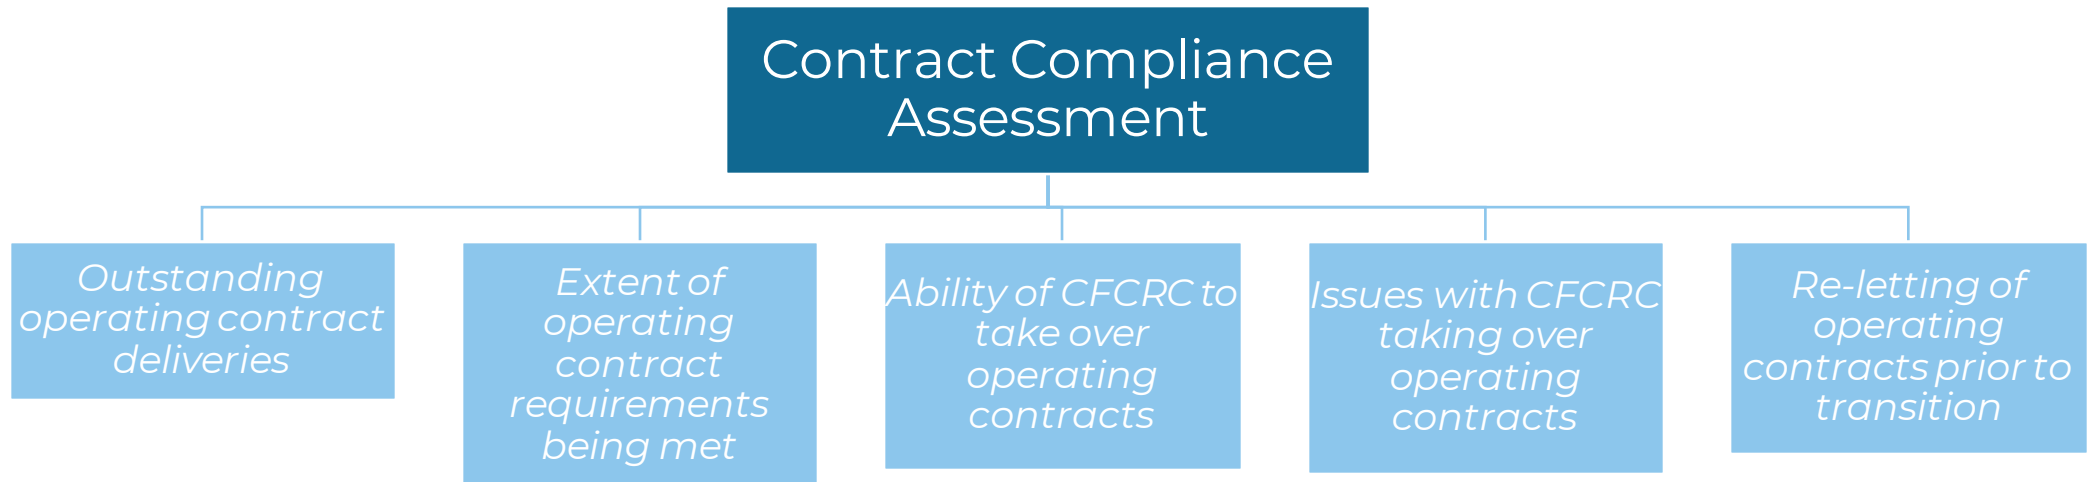 Contract Compliance
Assessment
Outstanding
operating contract
deliveries
Extent of
operating
contract
requirements
being met
Ability of CFCRC to
take over
operating
contracts
Issues with CFCRC
taking over
operating
contracts
Re-letting of
operating
contracts prior to
transition